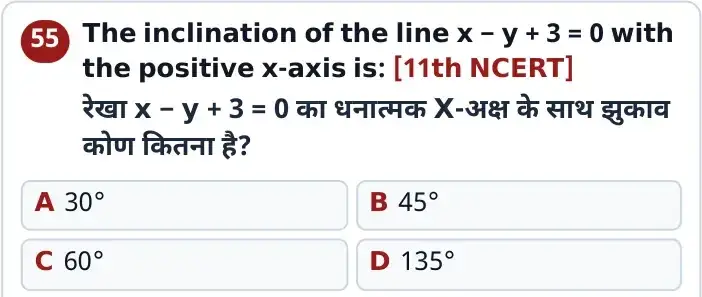 55 The inclination of the line x – y + 3 = 0 with
the positive x-axis is: [11th NCERT]
रेखा x – y + 3 = 0 का धनात्मक X-अक्ष के साथ झुकाव
कोण कितना है?
A 30° B 45°
C 60° D 135°